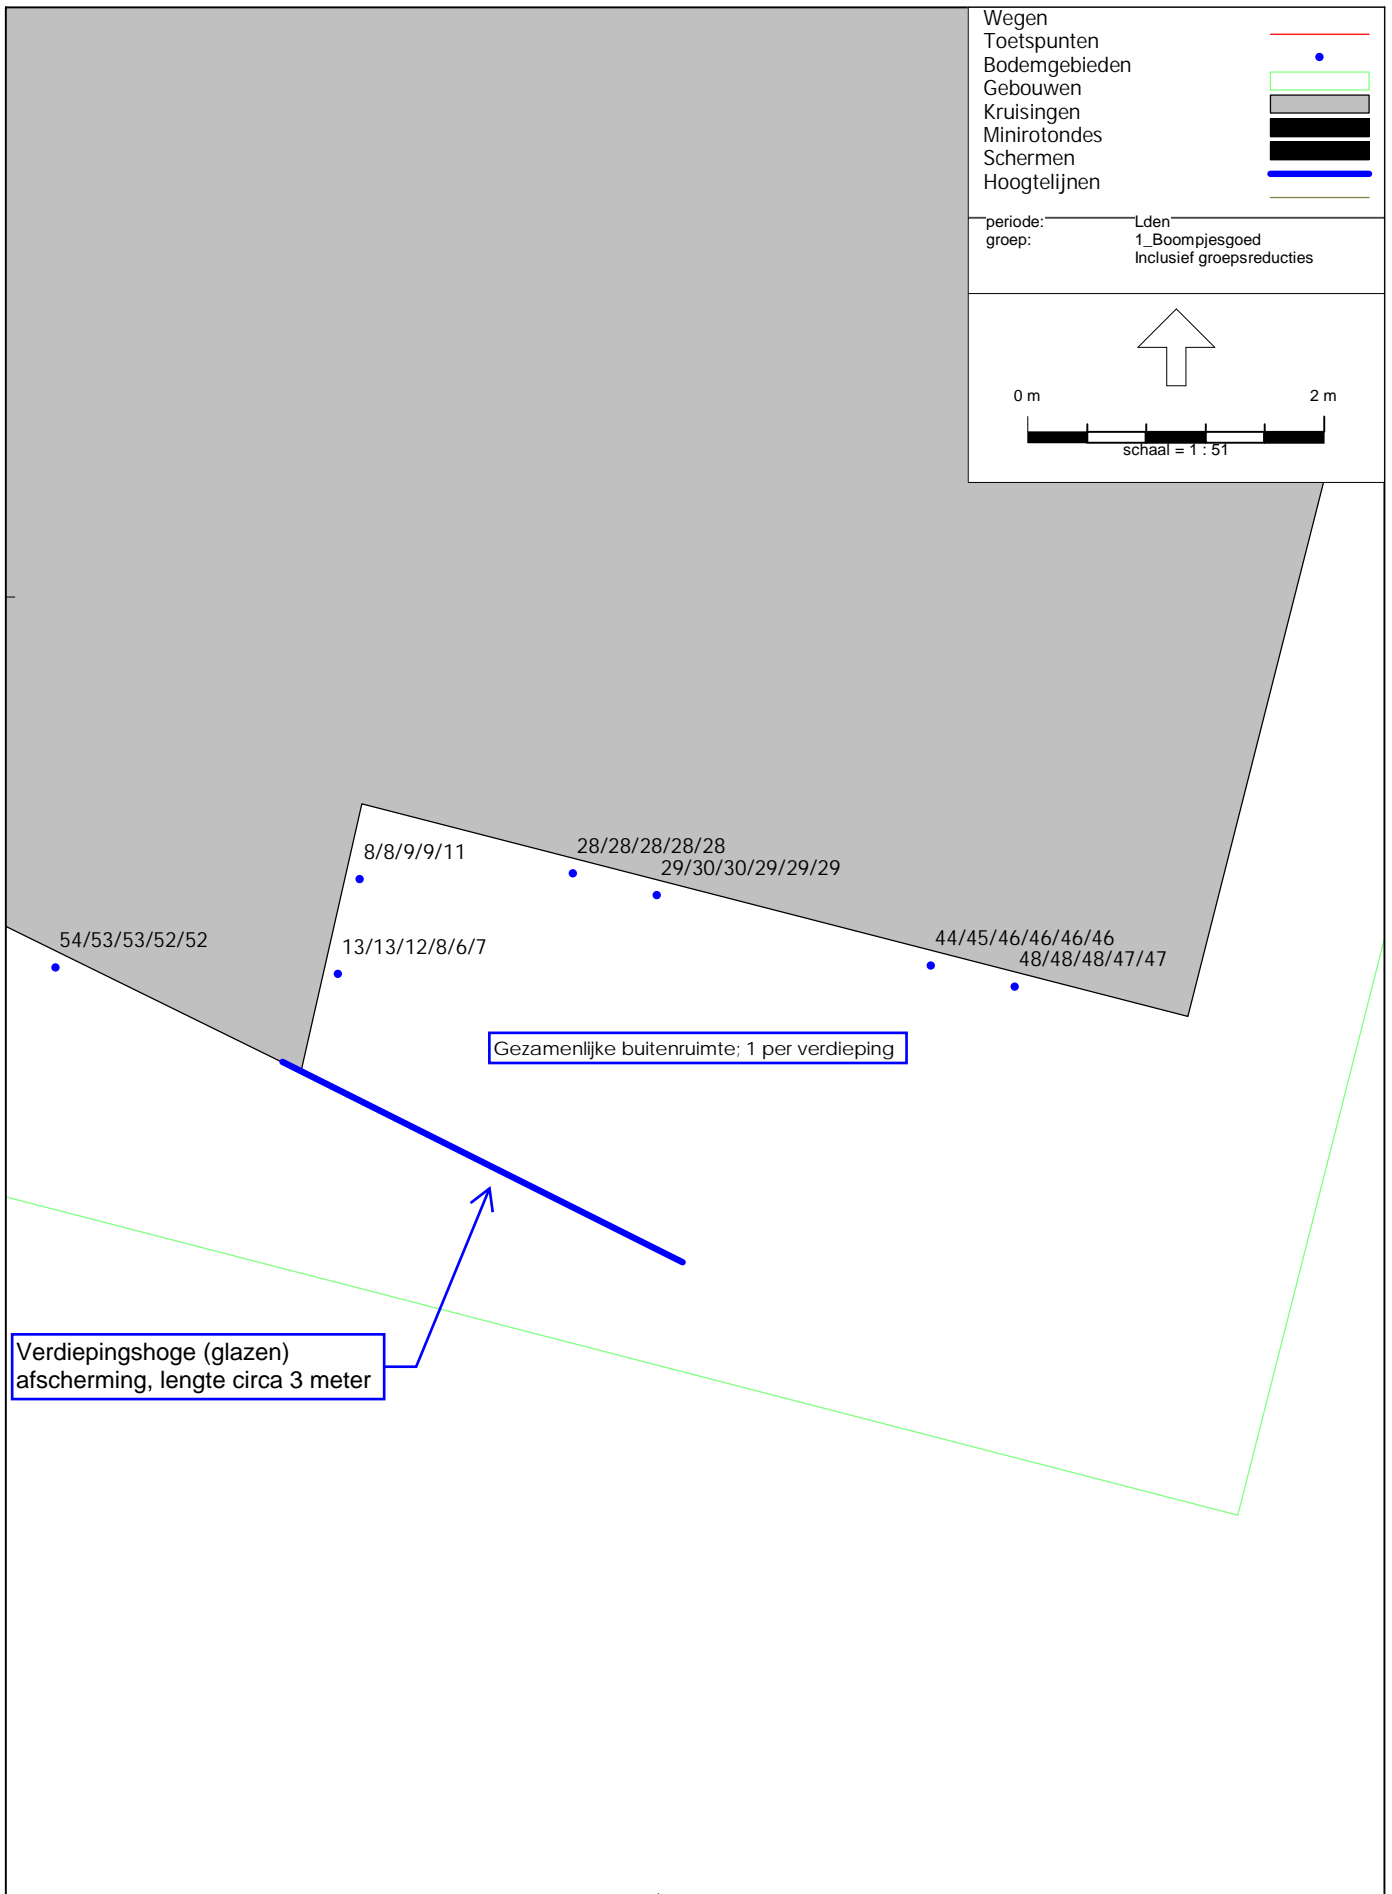 Wegen
Toetspunten
Bodemgebieden
Gebouwen
Kruisingen
Minirotondes
Schermen
Hoogtelijnen
periode: Lden
groep: 1_Boompjesgoed
Inclusief groepsreducties
0 m 2 m
schaal = 1 : 51
28/28/28/28/28
8/8/9/9/11
29/30/30/29/29/29
54/53/53/52/52
13/13/12/8/6/7
44/45/46/46/46/46
48/48/48/47/47
Gezamenlijke buitenruimte; 1 per verdieping
Verdiepingshoge (glazen)
afscherming, lengte circa 3 meter